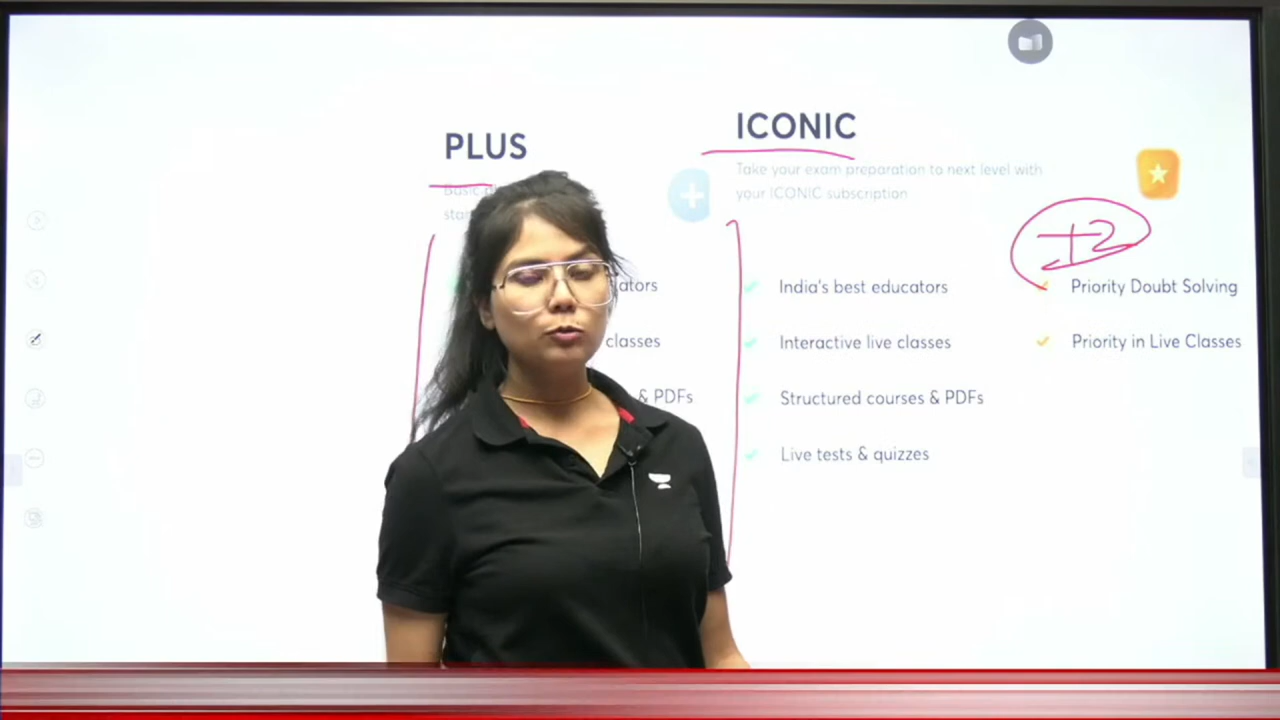 PLUS
Basic
ICONIC
Take your exam preparation to next level with
your ICONIC subscription
+2
classes
& PDFs
India's best educators
Interactive live classes
Structured courses & PDFs
Live tests & quizzes
Priority Doubt Solving
Priority in Live Classes